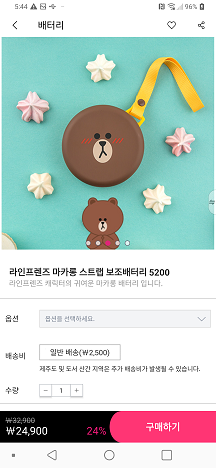 5:44
96%
배터리
라인프렌즈 마카롱 스트랩 보조배터리 5200
라인프렌즈 캐릭터의 귀여운 마카롱 배터리 입니다.
옵션
옵션을 선택하세요.
배송비
일반 배송(₩2,500)
제주도 및 도서 산간 지역은 추가 배송비가 발생될 수 있습니다.
수량
− 1 +
₩32,900
₩24,900 24%
구매하기